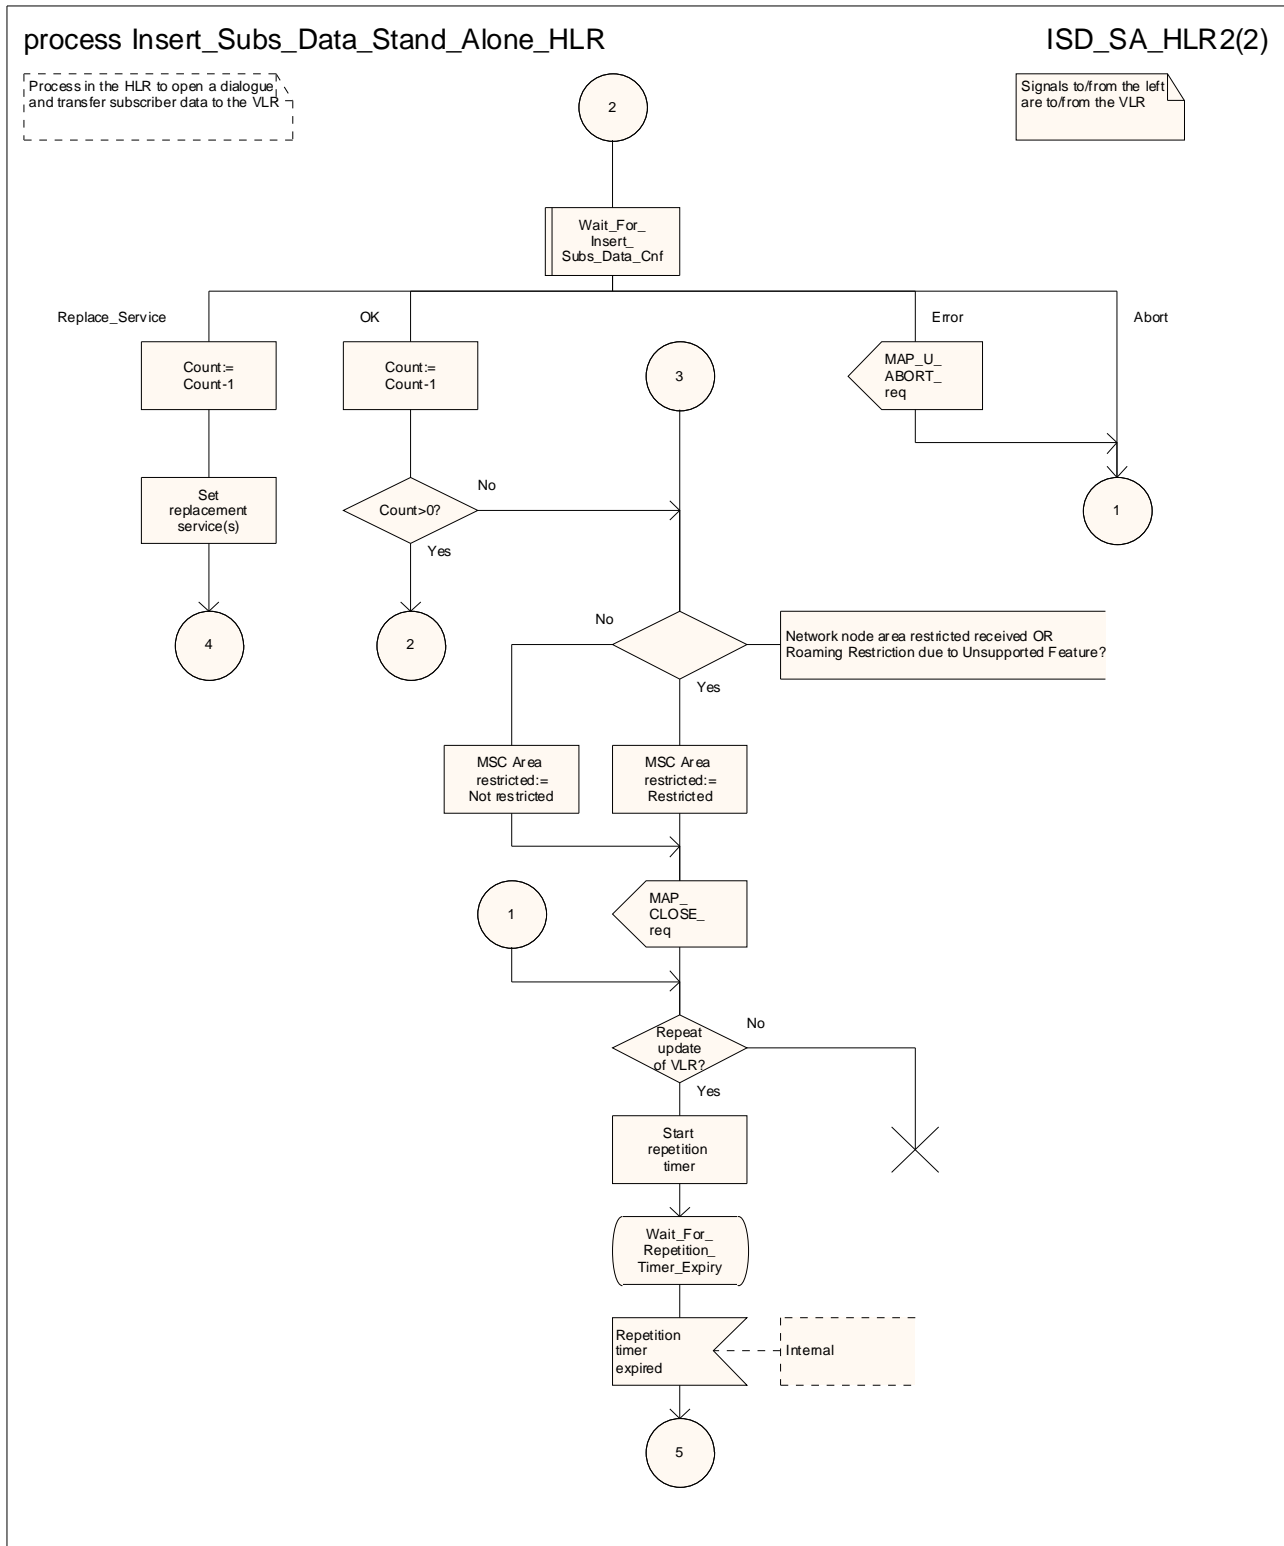 process Insert_Subs_Data_Stand_Alone_HLR
ISD_SA_HLR2(2)
Process in the HLR to open a dialogue
and transfer subscriber data to the VLR
Signals to/from the left
are to/from the VLR
2
Wait_For_
Insert_
Subs_Data_Cnf
Replace_Service
OK
Error
Abort
Count:=
Count-1
Count:=
Count-1
3
MAP_U_
ABORT_
req
Set
replacement
service(s)
Count>0?
No
Yes
1
4
2
No
Yes
Network node area restricted received OR
Roaming Restriction due to Unsupported Feature?
MSC Area
restricted:=
Not restricted
MSC Area
restricted:=
Restricted
1
MAP_
CLOSE_
req
Repeat
update
of VLR?
No
Yes
Start
repetition
timer
Wait_For_
Repetition_
Timer_Expiry
Repetition
timer
expired
Internal
5